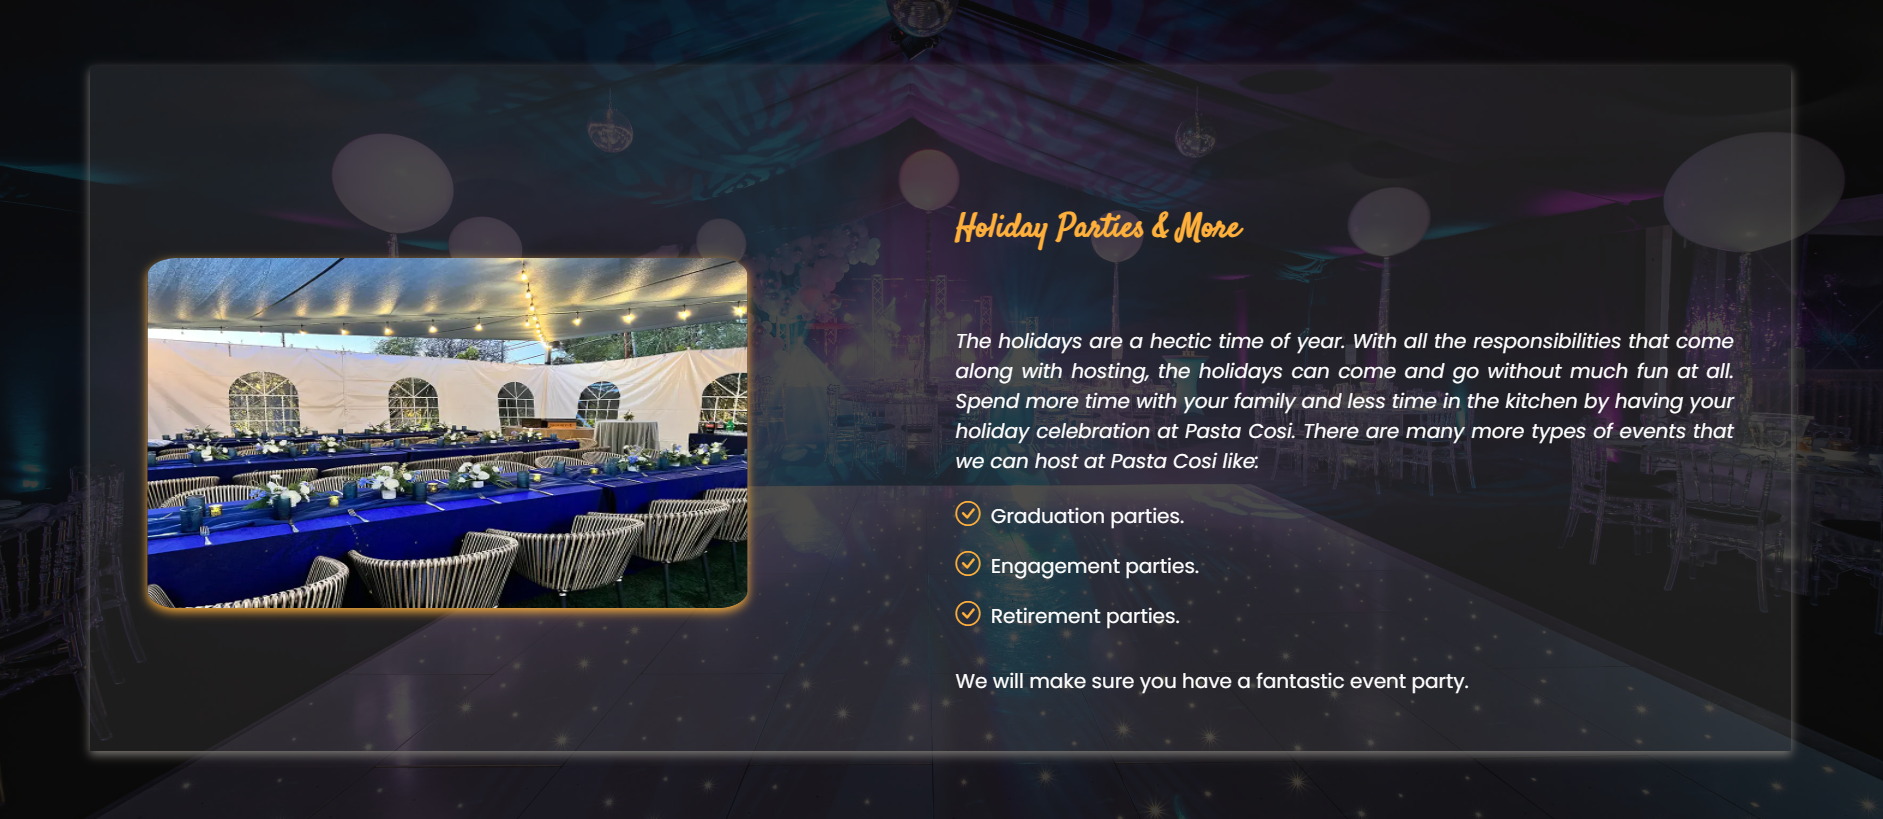 Holiday Parties & More
The holidays are a hectic time of year. With all the responsibilities that come
along with hosting, the holidays can come and go without much fun at all.
Spend more time with your family and less time in the kitchen by having your
holiday celebration at Pasta Cosi. There are many more types of events that
we can host at Pasta Cosi like:
Graduation parties.
Engagement parties.
Retirement parties.
We will make sure you have a fantastic event party.